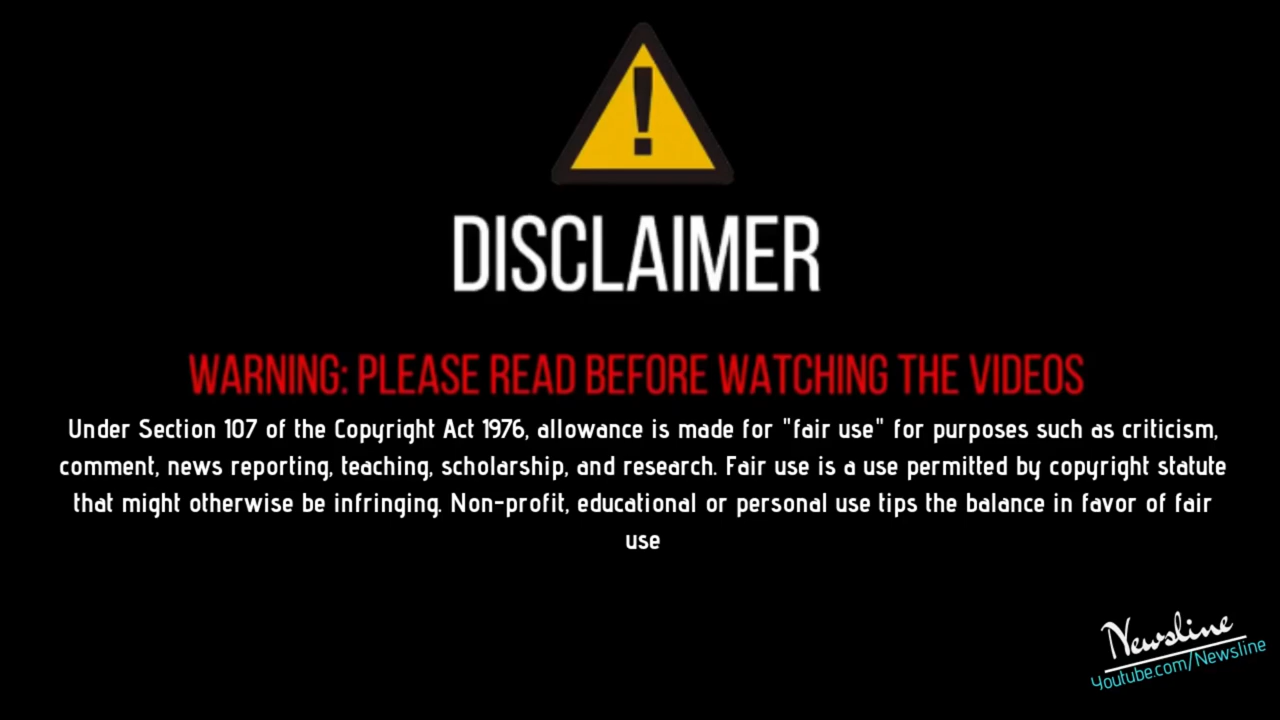 !
DISCLAIMER
WARNING: PLEASE READ BEFORE WATCHING THE VIDEOS
Under Section 107 of the Copyright Act 1976, allowance is made for "fair use" for purposes such as criticism,
comment, news reporting, teaching, scholarship, and research. Fair use is a use permitted by copyright statute
that might otherwise be infringing. Non-profit, educational or personal use tips the balance in favor of fair
use
Newsline
Youtube.com/Newsline